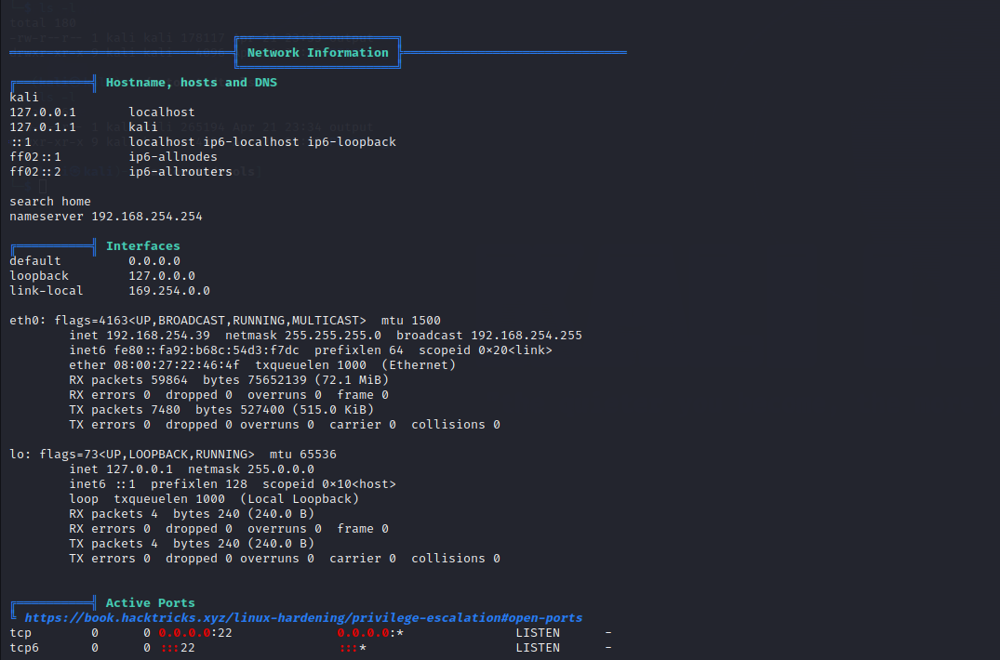 Network Information
Hostname, hosts and DNS
kali
127.0.0.1       localhost
127.0.1.1       kali
::1             localhost ip6-localhost ip6-loopback
ff02::1         ip6-allnodes
ff02::2         ip6-allrouters
search home
nameserver 192.168.254.254
Interfaces
default         0.0.0.0
loopback        127.0.0.0
link-local      169.254.0.0
eth0: flags=4163<UP,BROADCAST,RUNNING,MULTICAST>  mtu 1500
        inet 192.168.254.39  netmask 255.255.255.0  broadcast 192.168.254.255
        inet6 fe80::fa92:b68c:54d3:f7dc  prefixlen 64  scopeid 0×20<link>
        ether 08:00:27:22:46:4f  txqueuelen 1000  (Ethernet)
        RX packets 59864  bytes 75652139 (72.1 MiB)
        RX errors 0  dropped 0  overruns 0  frame 0
        TX packets 7480  bytes 527400 (515.0 KiB)
        TX errors 0  dropped 0 overruns 0  carrier 0  collisions 0
lo: flags=73<UP,LOOPBACK,RUNNING>  mtu 65536
        inet 127.0.0.1  netmask 255.0.0.0
        inet6 ::1  prefixlen 128  scopeid 0×10<host>
        loop  txqueuelen 1000  (Local Loopback)
        RX packets 4  bytes 240 (240.0 B)
        RX errors 0  dropped 0  overruns 0  frame 0
        TX packets 4  bytes 240 (240.0 B)
        TX errors 0  dropped 0 overruns 0  carrier 0  collisions 0
Active Ports
https://book.hacktricks.xyz/linux-hardening/privilege-escalation#open-ports
tcp        0      0 0.0.0.0:22              0.0.0.0:*               LISTEN      -
tcp6       0      0 :::22                   :::*                    LISTEN      -